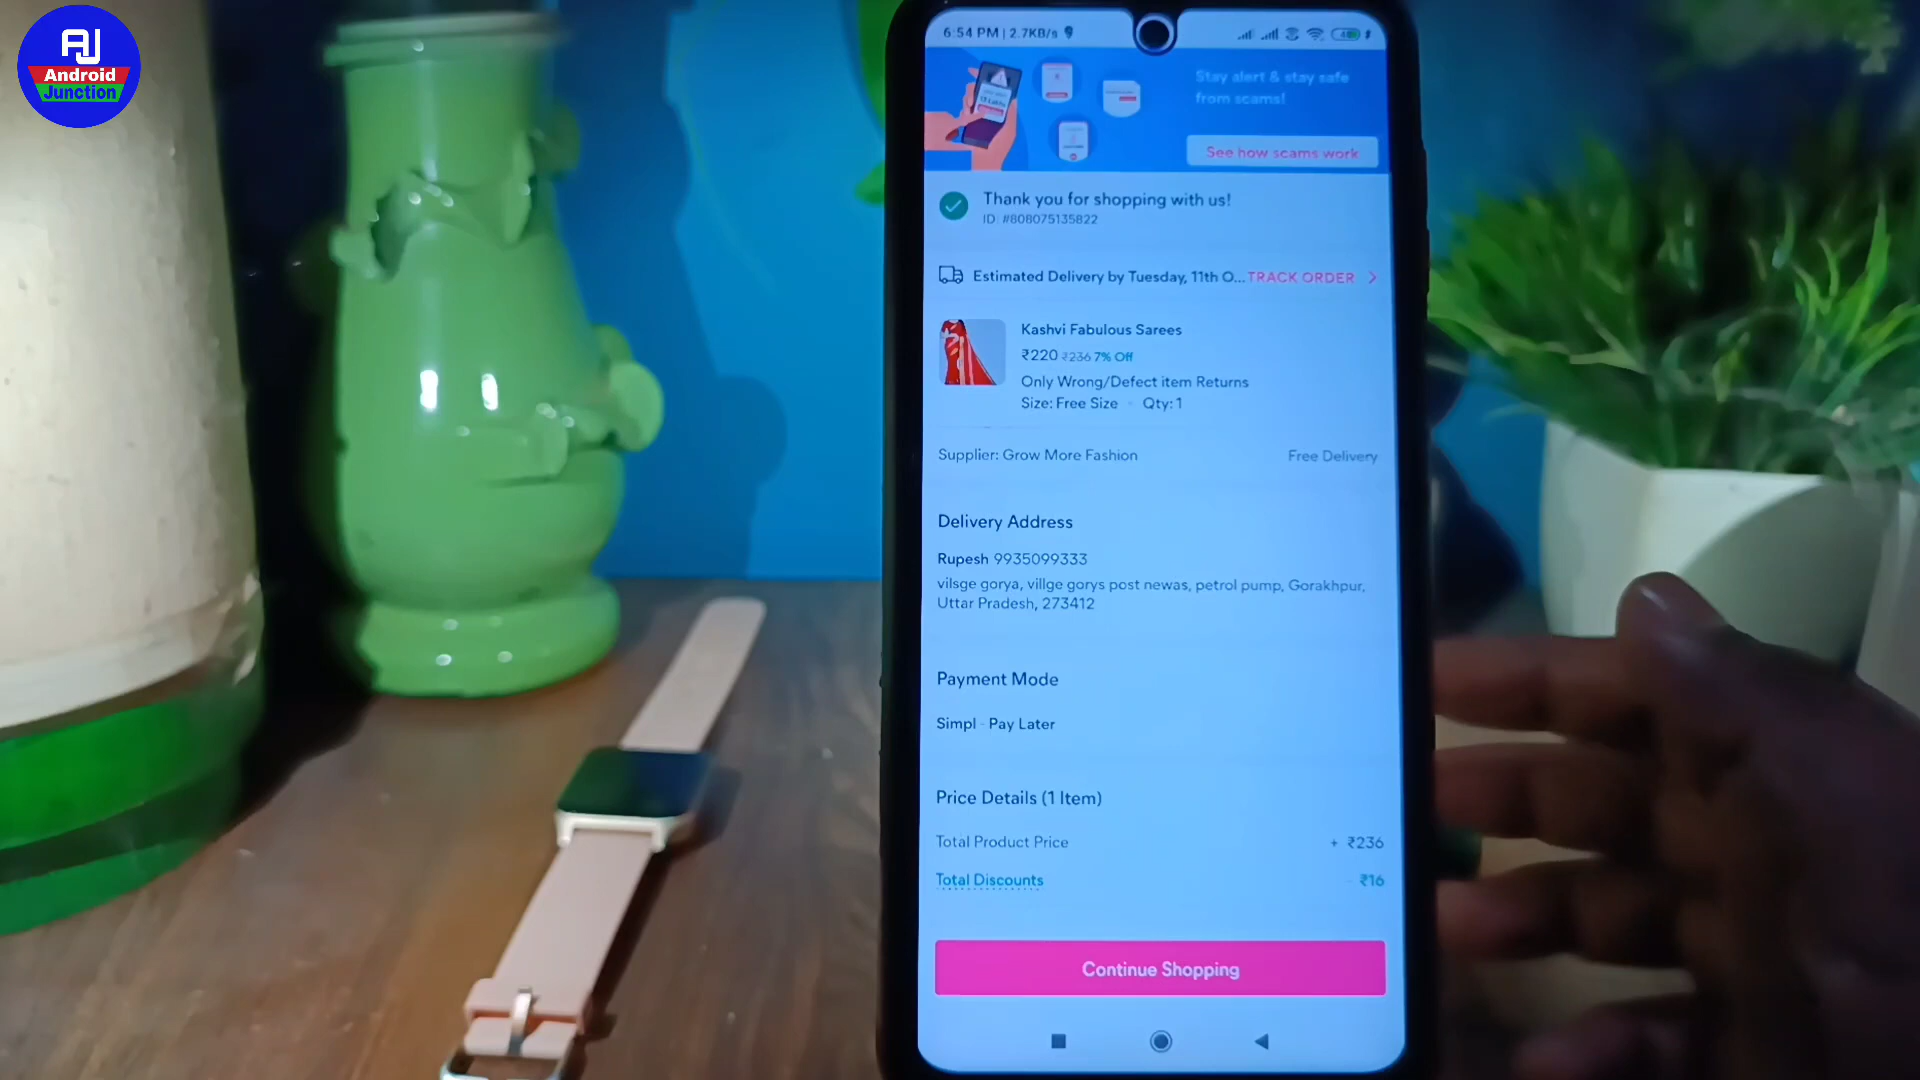 AJ
Android
Junction
6:54 PM | 2.7KB/s
Stay alert & stay safe
from scams!
See how scams work
Thank you for shopping with us!
ID: #808075135822
Estimated Delivery by Tuesday, 11th O... TRACK ORDER
Kashvi Fabulous Sarees
₹220 ₹236 7% Off
Only Wrong/Defect item Returns
Size: Free Size Qty: 1
Supplier: Grow More Fashion Free Delivery
Delivery Address
Rupesh 9935099333
vilsge gorya, villge gorys post newas, petrol pump, Gorakhpur,
Uttar Pradesh, 273412
Payment Mode
Simpl - Pay Later
Price Details (1 Item)
Total Product Price + ₹236
Total Discounts - ₹16
Continue Shopping